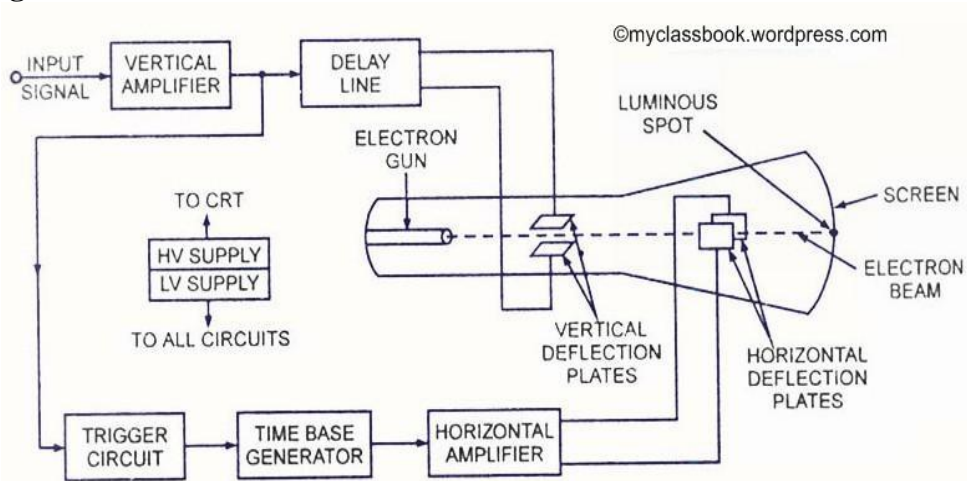 ©myclassbook.wordpress.com
INPUT
SIGNAL
VERTICAL
AMPLIFIER
DELAY
LINE
LUMINOUS
SPOT
ELECTRON
GUN
SCREEN
TO CRT
HV SUPPLY
LV SUPPLY
TO ALL CIRCUITS
ELECTRON
BEAM
VERTICAL
DEFLECTION
PLATES
HORIZONTAL
DEFLECTION
PLATES
TRIGGER
CIRCUIT
TIME BASE
GENERATOR
HORIZONTAL
AMPLIFIER